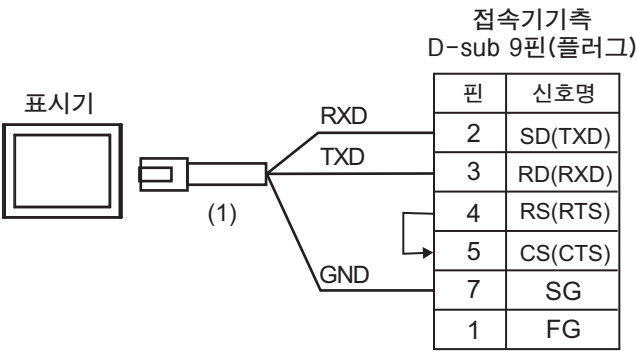 접속기기측
D-sub 9핀(플러그)
표시기
(1)
RXD
TXD
GND
핀 신호명
2 SD(TXD)
3 RD(RXD)
4 RS(RTS)
5 CS(CTS)
7 SG
1 FG